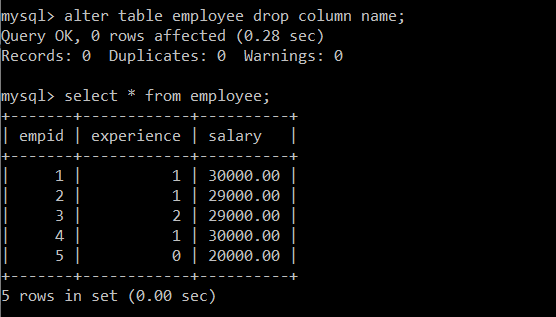 mysql> alter table employee drop column name;
Query OK, 0 rows affected (0.28 sec)
Records: 0  Duplicates: 0  Warnings: 0

mysql> select * from employee;
+-------+------------+----------+
| empid | experience | salary   |
+-------+------------+----------+
|     1 |          1 | 30000.00 |
|     2 |          1 | 29000.00 |
|     3 |          2 | 29000.00 |
|     4 |          1 | 30000.00 |
|     5 |          0 | 20000.00 |
+-------+------------+----------+
5 rows in set (0.00 sec)